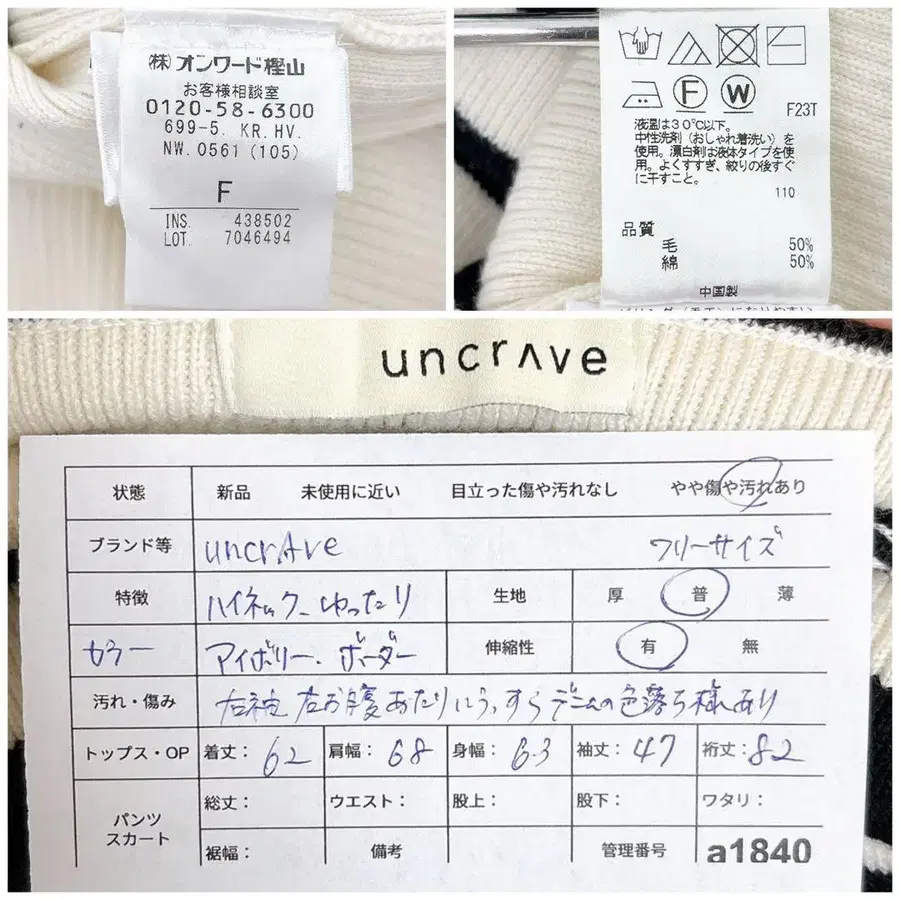 ㈱オンワード樫山
お客様相談室
0120-58-6300
699-5. KR. HV.
NW. 0561 (105)
F
INS. 438502
LOT. 7046494
F W
F23T
液温は30℃以下。
中性洗剤（おしゃれ着洗い）を
使用。漂白剤は液体タイプを使
用。よくすすぎ、絞りの後すぐ
に干すこと。
110
品質
毛 50%
綿 50%
中国製
uncrʌve
状態 新品 未使用に近い 目立った傷や汚れなし やや傷や汚れあり
ブランド等 uncrAve フリーサイズ
特徴 ハイネック、ゆったり 生地 厚 普 薄
カラー アイボリー・ボーダー 伸縮性 有 無
汚れ・傷み 右袖 右お腹あたりにうっすらデニムの色落ち様あり
トップス・OP 着丈：62 肩幅：68 身幅：63 袖丈：47 裄丈：82
パンツ スカート 総丈： ウエスト： 股上： 股下： ワタリ：
裾幅： 備考 管理番号 a1840